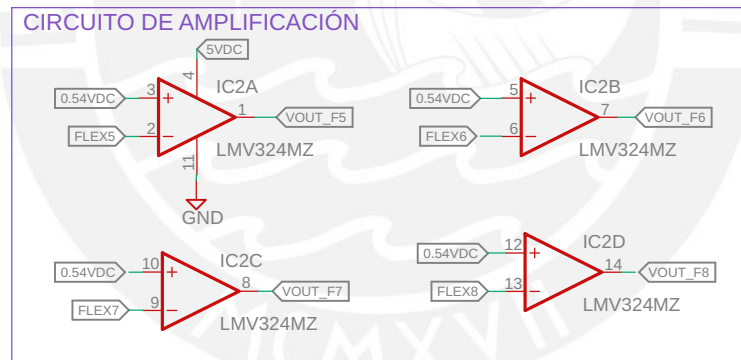 CIRCUITO DE AMPLIFICACIÓN
5VDC
4
IC2A
0.54VDC
3
+
1
VOUT_F5
FLEX5
2
−
LMV324MZ
11
GND
IC2B
0.54VDC
5
+
7
VOUT_F6
FLEX6
6
−
LMV324MZ
IC2C
0.54VDC
10
+
8
VOUT_F7
FLEX7
9
−
LMV324MZ
IC2D
0.54VDC
12
+
14
VOUT_F8
FLEX8
13
−
LMV324MZ
MCMXVII